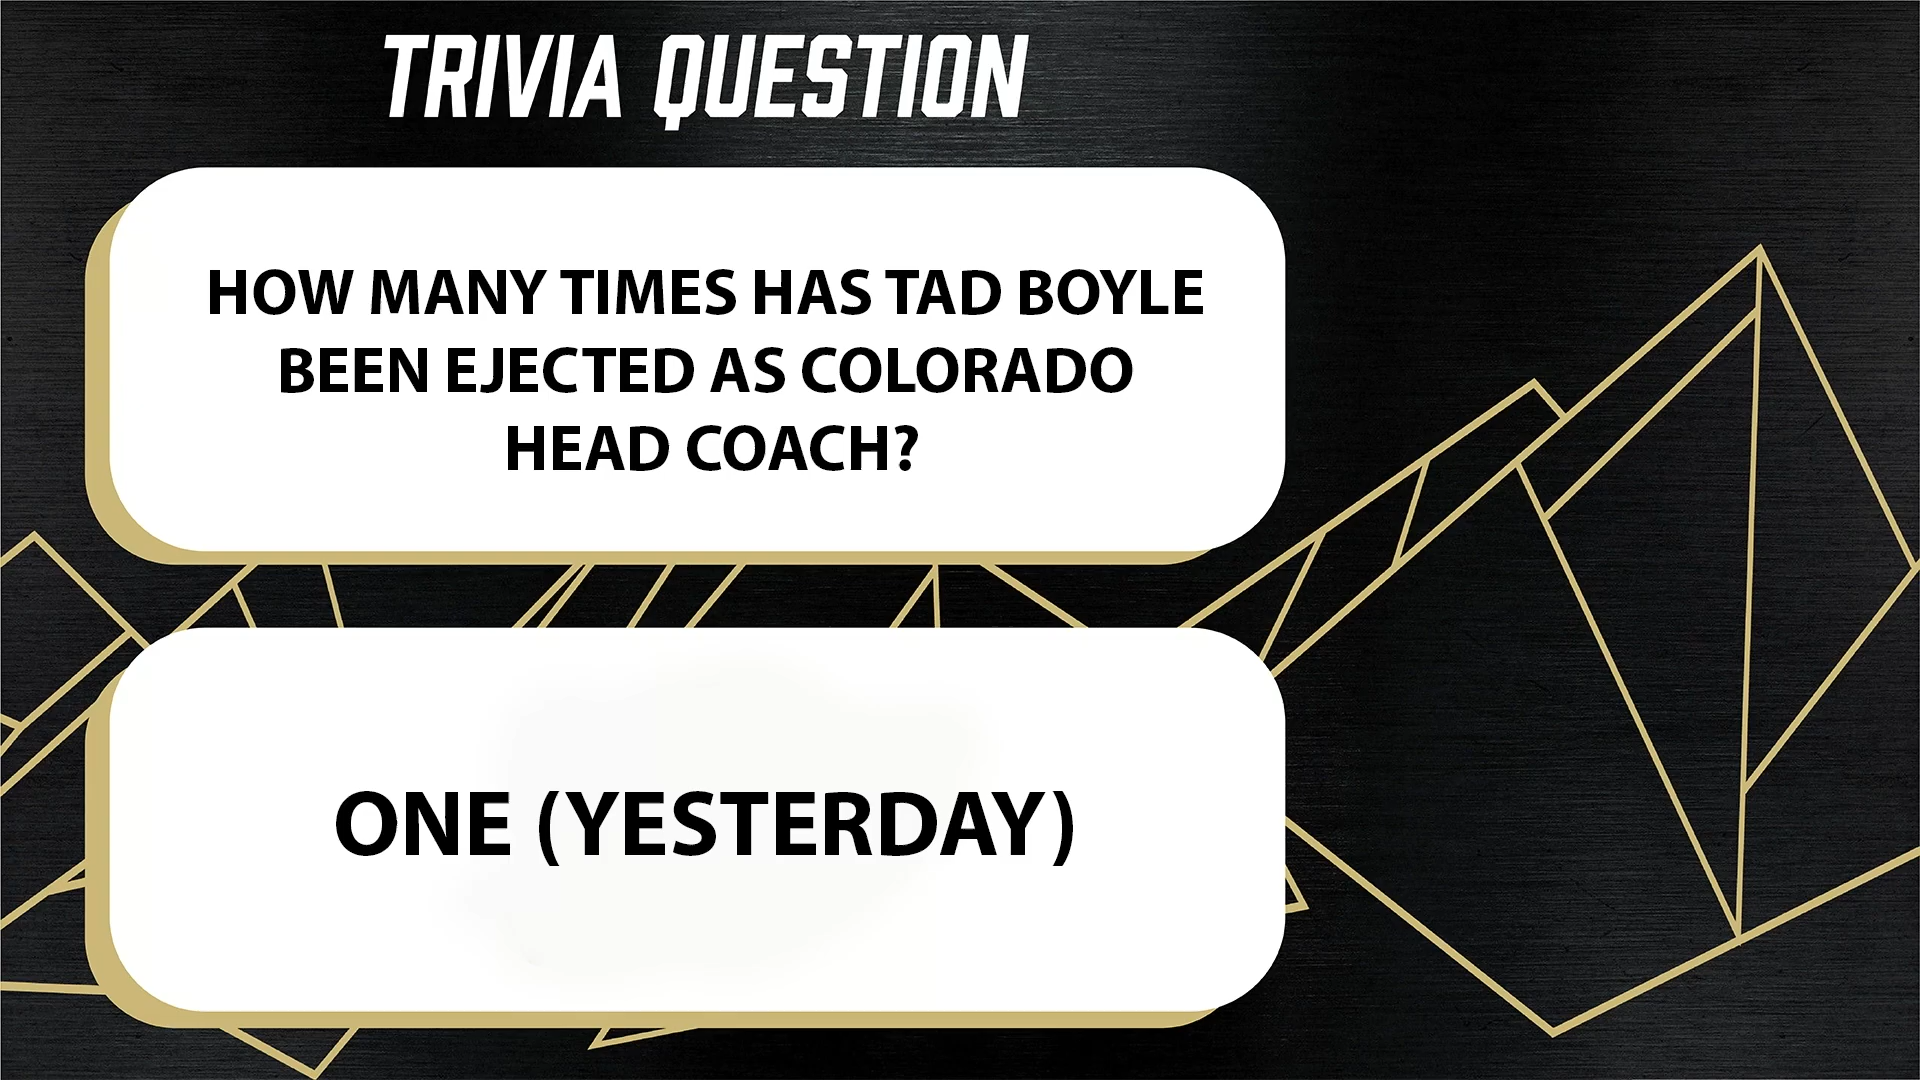 TRIVIA QUESTION
HOW MANY TIMES HAS TAD BOYLE
BEEN EJECTED AS COLORADO
HEAD COACH?
ONE (YESTERDAY)